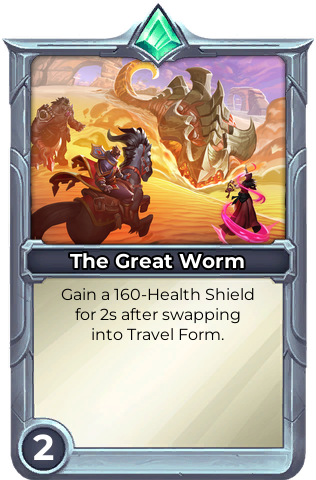 The Great Worm
Gain a 160-Health Shield
for 2s after swapping
into Travel Form.
2